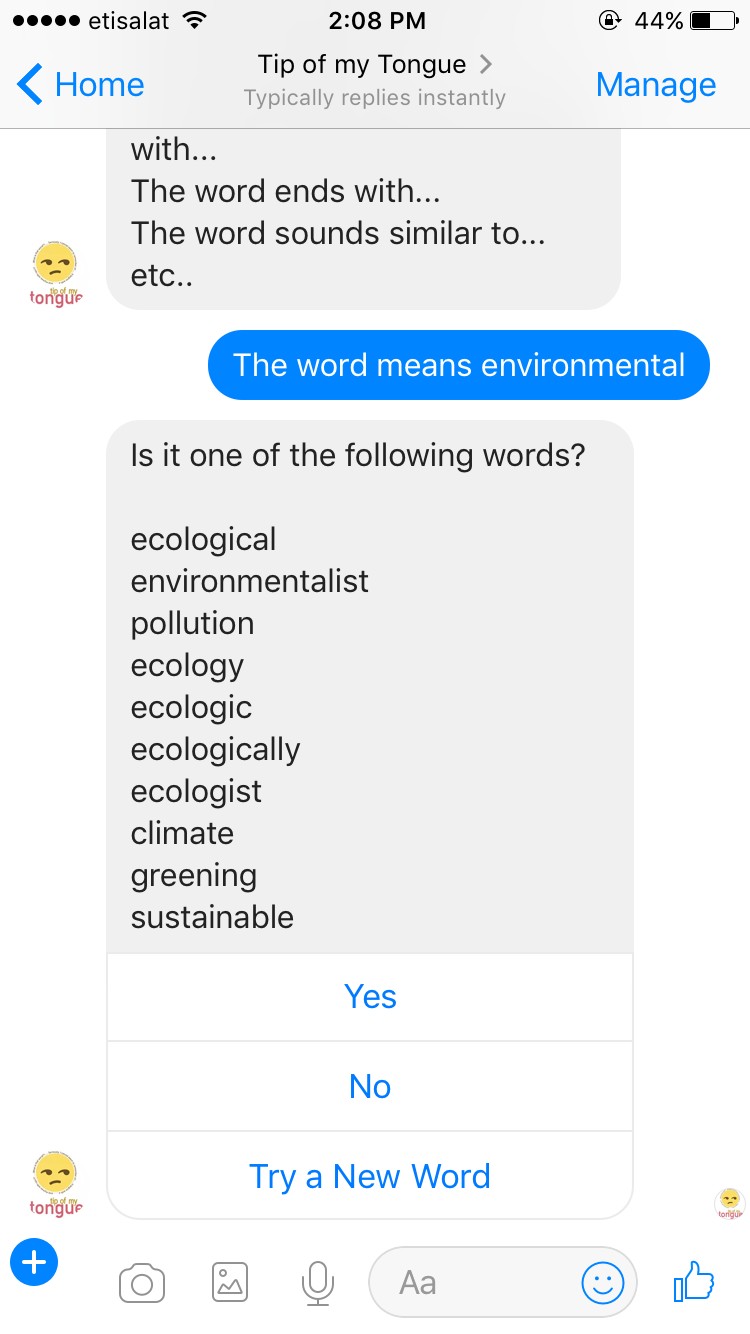 etisalat 2:08 PM 44%
Home Tip of my Tongue Manage
Typically replies instantly
with...
The word ends with...
The word sounds similar to...
etc..
tip of my
tongue
The word means environmental
Is it one of the following words?
ecological
environmentalist
pollution
ecology
ecologic
ecologically
ecologist
climate
greening
sustainable
Yes
No
Try a New Word
tip of my
tongue
tongue
Aa